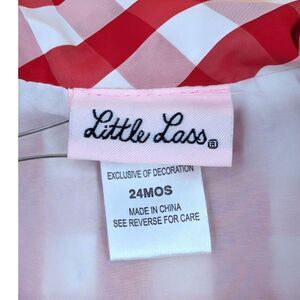 Little Lass®
EXCLUSIVE OF DECORATION
24MOS
MADE IN CHINA
SEE REVERSE FOR CARE